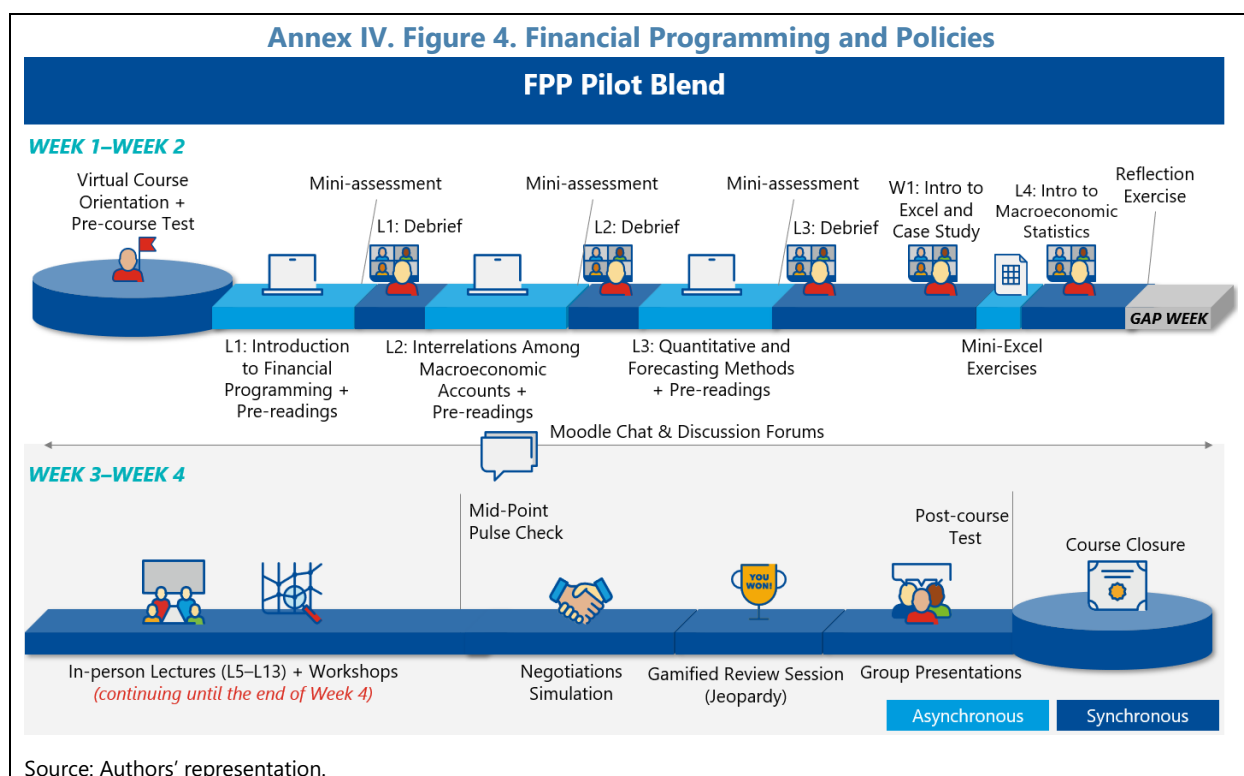 Annex IV. Figure 4. Financial Programming and Policies
FPP Pilot Blend
WEEK 1–WEEK 2
Virtual Course
Orientation +
Pre-course Test
Mini-assessment
L1: Debrief
Mini-assessment
L2: Debrief
Mini-assessment
L3: Debrief
W1: Intro to
Excel and
Case Study
L4: Intro to
Macroeconomic
Statistics
Reflection
Exercise
GAP WEEK
L1: Introduction
to Financial
Programming +
Pre-readings
L2: Interrelations Among
Macroeconomic
Accounts +
Pre-readings
L3: Quantitative and
Forecasting Methods
+ Pre-readings
Mini-Excel
Exercises
Moodle Chat & Discussion Forums
WEEK 3–WEEK 4
Mid-Point
Pulse Check
Post-course
Test
Course Closure
YOU
WON!
In-person Lectures (L5–L13) + Workshops
(continuing until the end of Week 4)
Negotiations
Simulation
Gamified Review Session
(Jeopardy)
Group Presentations
Asynchronous
Synchronous
Source: Authors' representation.